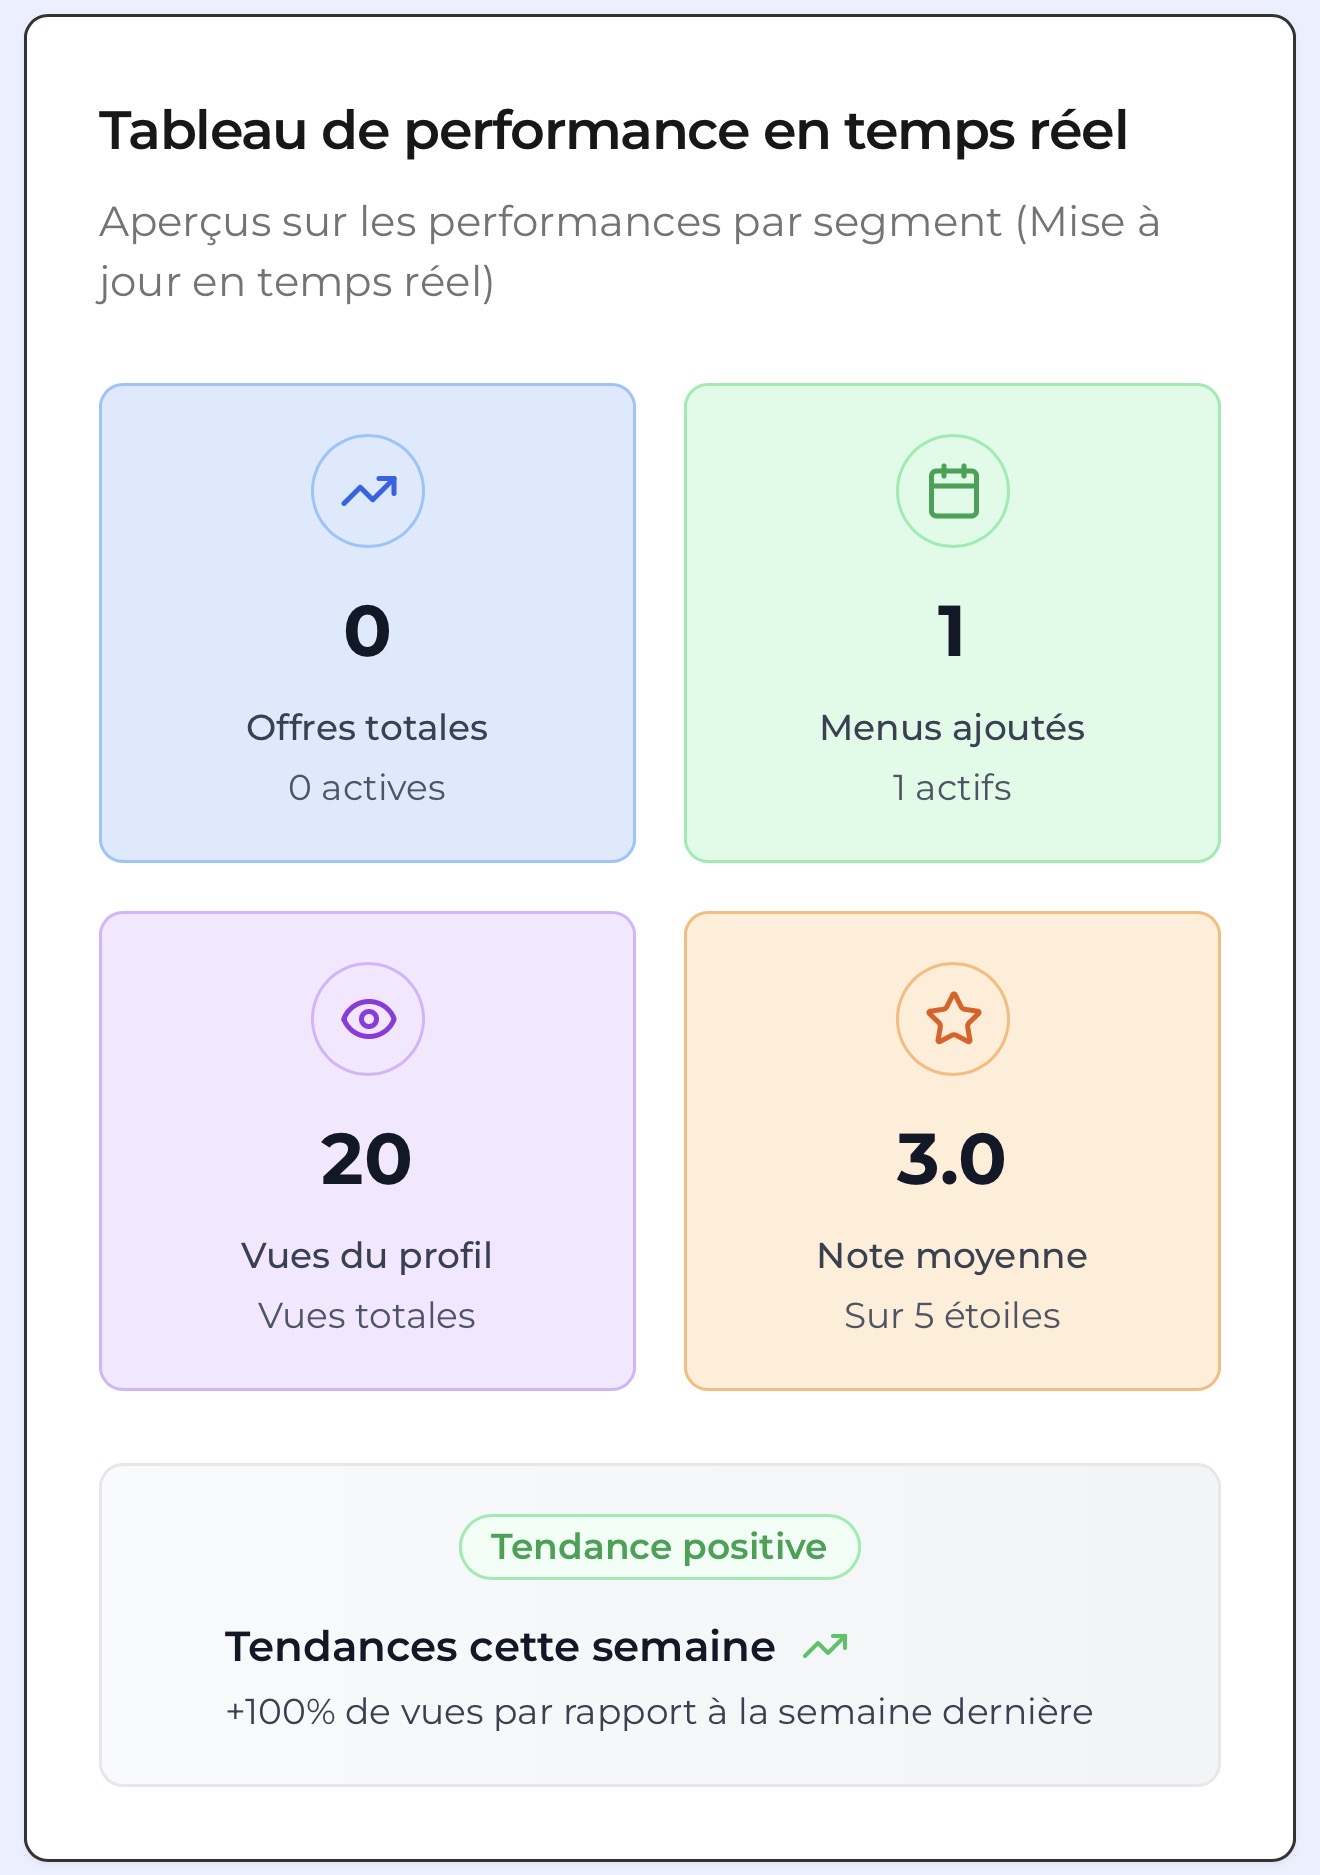 Tableau de performance en temps réel
Aperçus sur les performances par segment (Mise à
jour en temps réel)
0
Offres totales
0 actives
1
Menus ajoutés
1 actifs
20
Vues du profil
Vues totales
3.0
Note moyenne
Sur 5 étoiles
Tendance positive
Tendances cette semaine
+100% de vues par rapport à la semaine dernière